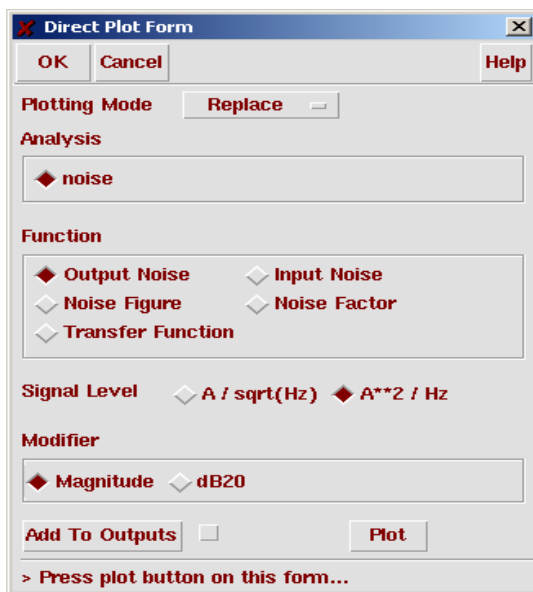 Direct Plot Form
OK Cancel Help
Plotting Mode Replace
Analysis
noise
Function
Output Noise Input Noise
Noise Figure Noise Factor
Transfer Function
Signal Level A / sqrt(Hz) A**2 / Hz
Modifier
Magnitude dB20
Add To Outputs Plot
> Press plot button on this form...